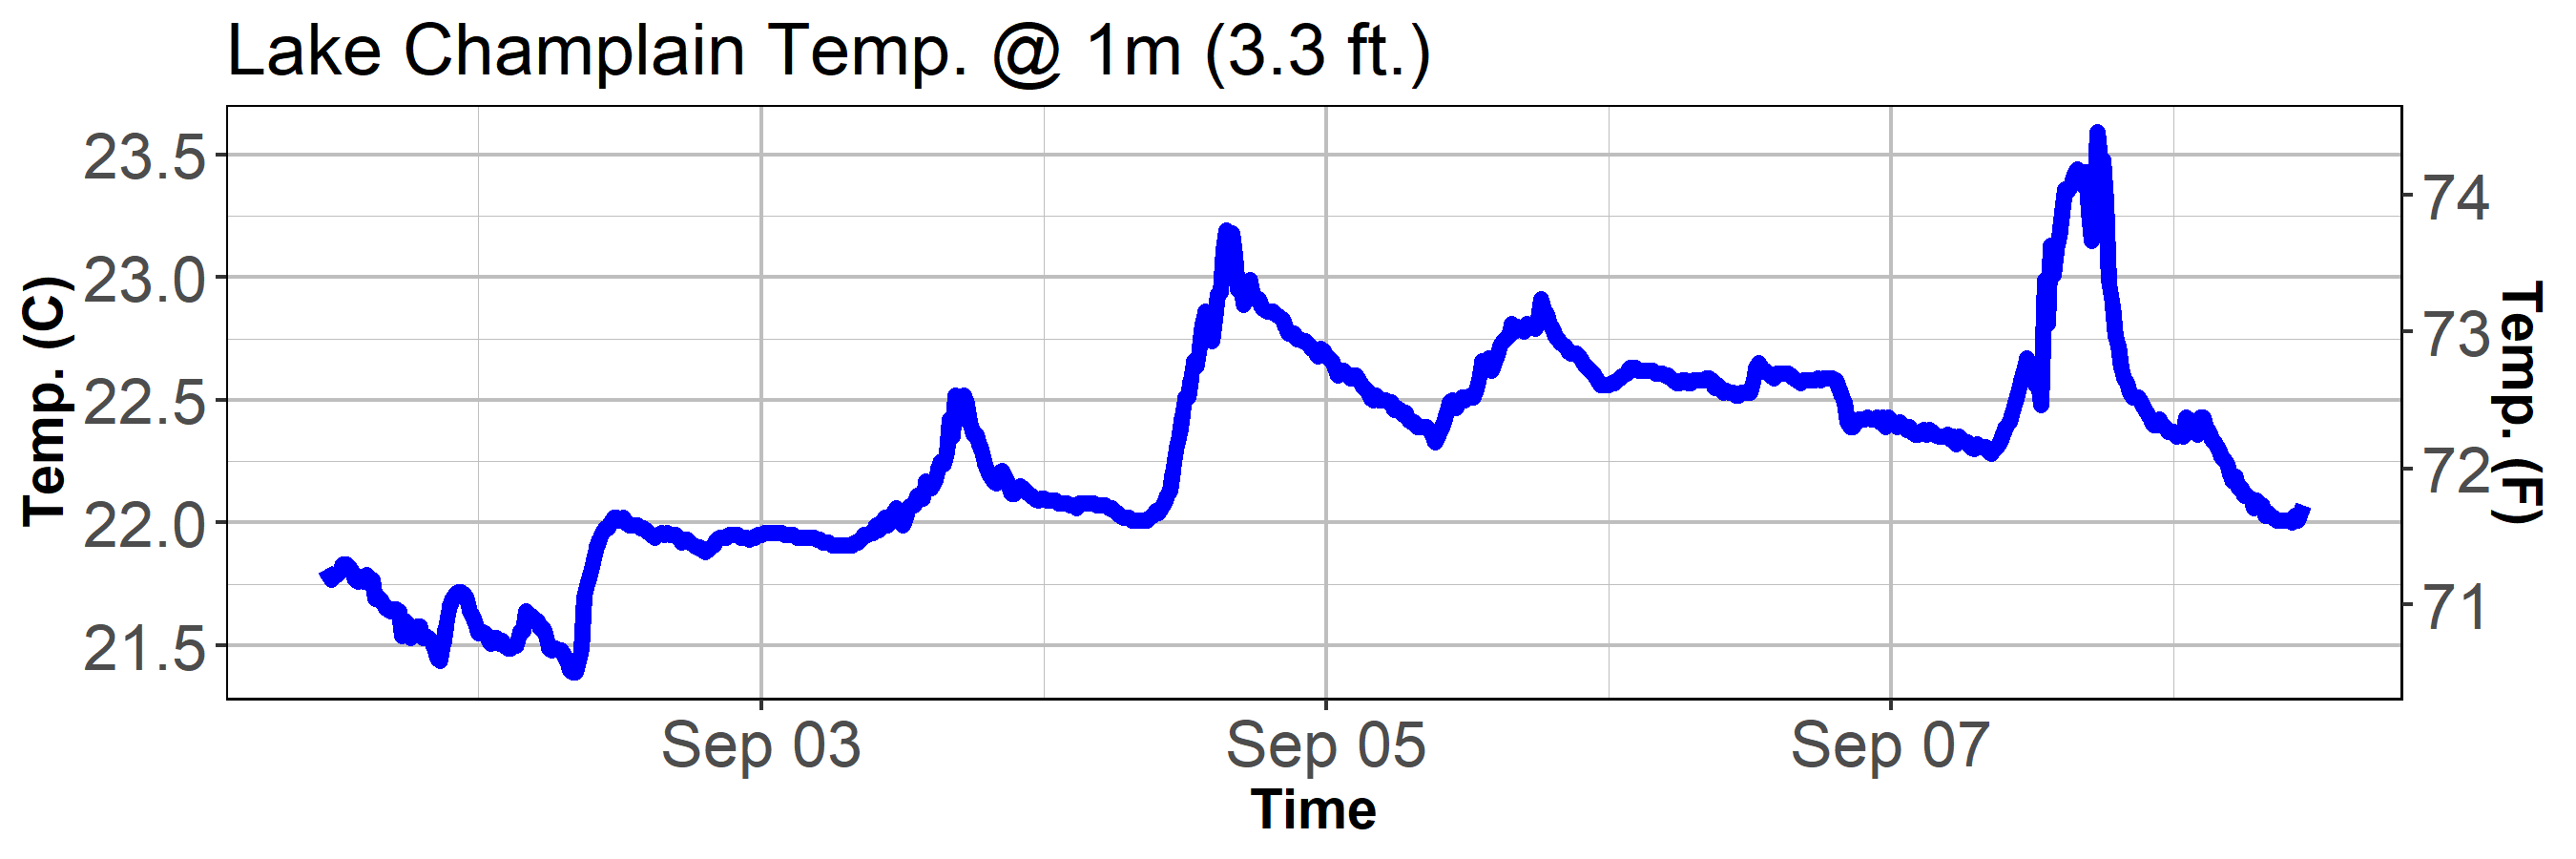 Lake Champlain Temp. @ 1m (3.3 ft.)
Temp. (C)
23.5
23.0
22.5
22.0
21.5
74
73
72
71
Temp. (F)
Sep 03
Sep 05
Sep 07
Time